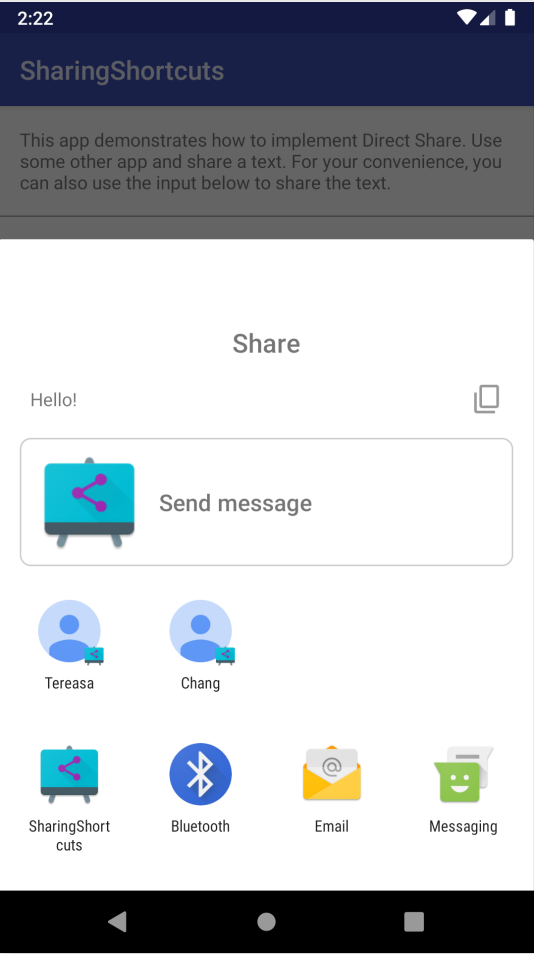 2:22
SharingShortcuts
This app demonstrates how to implement Direct Share. Use
some other app and share a text. For your convenience, you
can also use the input below to share the text.
Share
Hello!
Send message
Tereasa
Chang
SharingShort
cuts
Bluetooth
Email
Messaging